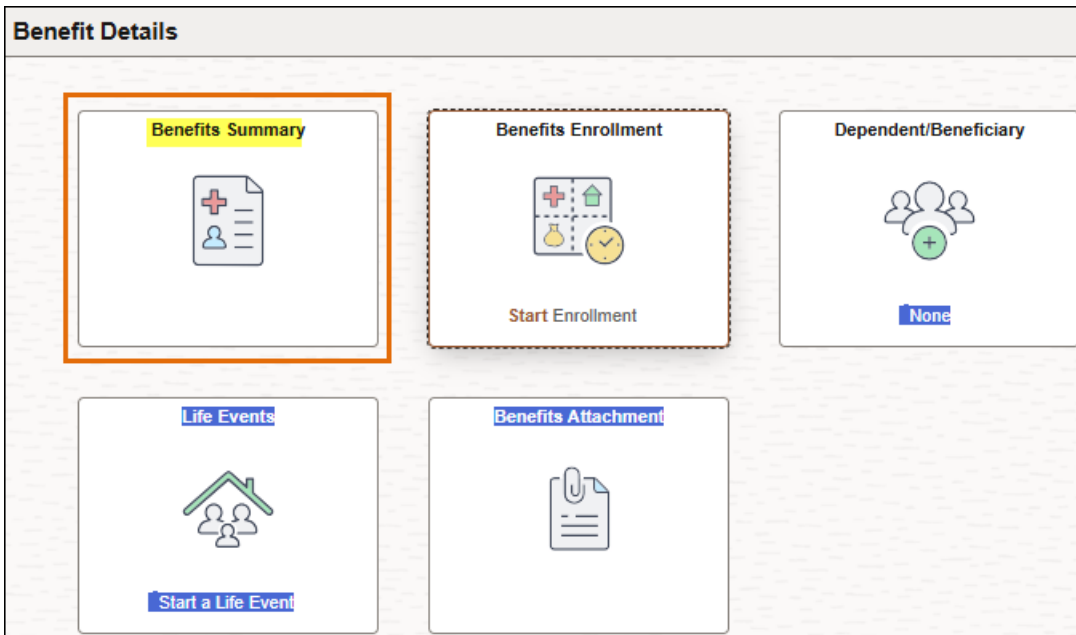 Benefit Details
Benefits Summary
Benefits Enrollment
Start Enrollment
Dependent/Beneficiary
None
Life Events
Start a Life Event
Benefits Attachment